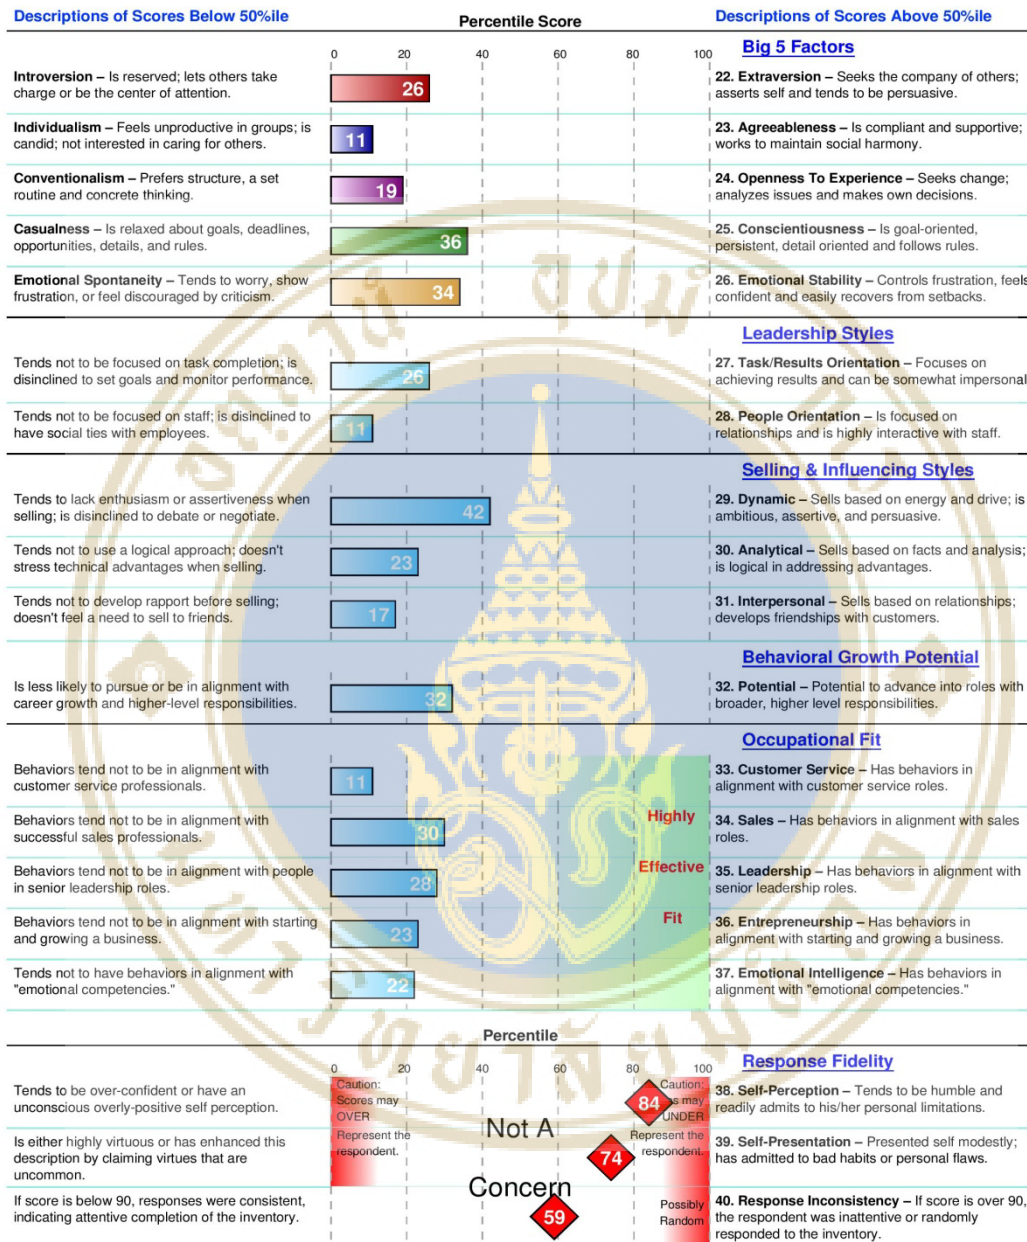 Descriptions of Scores Below 50%ile
Percentile Score
Descriptions of Scores Above 50%ile
0 20 40 60 80 100
Big 5 Factors
Introversion – Is reserved; lets others take
charge or be the center of attention.
26
22. Extraversion – Seeks the company of others;
asserts self and tends to be persuasive.
Individualism – Feels unproductive in groups; is
candid; not interested in caring for others.
11
23. Agreeableness – Is compliant and supportive;
works to maintain social harmony.
Conventionalism – Prefers structure, a set
routine and concrete thinking.
19
24. Openness To Experience – Seeks change;
analyzes issues and makes own decisions.
Casualness – Is relaxed about goals, deadlines,
opportunities, details, and rules.
36
25. Conscientiousness – Is goal-oriented,
persistent, detail oriented and follows rules.
Emotional Spontaneity – Tends to worry, show
frustration, or feel discouraged by criticism.
34
26. Emotional Stability – Controls frustration, feels
confident and easily recovers from setbacks.
Leadership Styles
Tends not to be focused on task completion; is
disinclined to set goals and monitor performance.
26
27. Task/Results Orientation – Focuses on
achieving results and can be somewhat impersonal
Tends not to be focused on staff; is disinclined to
have social ties with employees.
11
28. People Orientation – Is focused on
relationships and is highly interactive with staff.
Selling & Influencing Styles
Tends to lack enthusiasm or assertiveness when
selling; is disinclined to debate or negotiate.
42
29. Dynamic – Sells based on energy and drive; is
ambitious, assertive, and persuasive.
Tends not to use a logical approach; doesn't
stress technical advantages when selling.
23
30. Analytical – Sells based on facts and analysis;
is logical in addressing advantages.
Tends not to develop rapport before selling;
doesn't feel a need to sell to friends.
17
31. Interpersonal – Sells based on relationships;
develops friendships with customers.
Behavioral Growth Potential
Is less likely to pursue or be in alignment with
career growth and higher-level responsibilities.
32
32. Potential – Potential to advance into roles with
broader, higher level responsibilities.
Occupational Fit
Behaviors tend not to be in alignment with
customer service professionals.
11
33. Customer Service – Has behaviors in
alignment with customer service roles.
Behaviors tend not to be in alignment with
successful sales professionals.
30
Highly
34. Sales – Has behaviors in alignment with sales
roles.
Behaviors tend not to be in alignment with people
in senior leadership roles.
28
Effective
35. Leadership – Has behaviors in alignment with
senior leadership roles.
Behaviors tend not to be in alignment with starting
and growing a business.
23
Fit
36. Entrepreneurship – Has behaviors in
alignment with starting and growing a business.
Tends not to have behaviors in alignment with
"emotional competencies."
22
37. Emotional Intelligence – Has behaviors in
alignment with "emotional competencies."
Percentile
0 20 40 60 80 100
Response Fidelity
Tends to be over-confident or have an
unconscious overly-positive self perception.
Caution:
Scores may
OVER
Represent the
respondent.
84
Caution:
as may
UNDER
Represent the
respondent.
38. Self-Perception – Tends to be humble and
readily admits to his/her personal limitations.
Not A
Is either highly virtuous or has enhanced this
description by claiming virtues that are
uncommon.
74
39. Self-Presentation – Presented self modestly;
has admitted to bad habits or personal flaws.
Concern
If score is below 90, responses were consistent,
indicating attentive completion of the inventory.
59
Possibly
Random
40. Response Inconsistency – If score is over 90,
the respondent was inattentive or randomly
responded to the inventory.